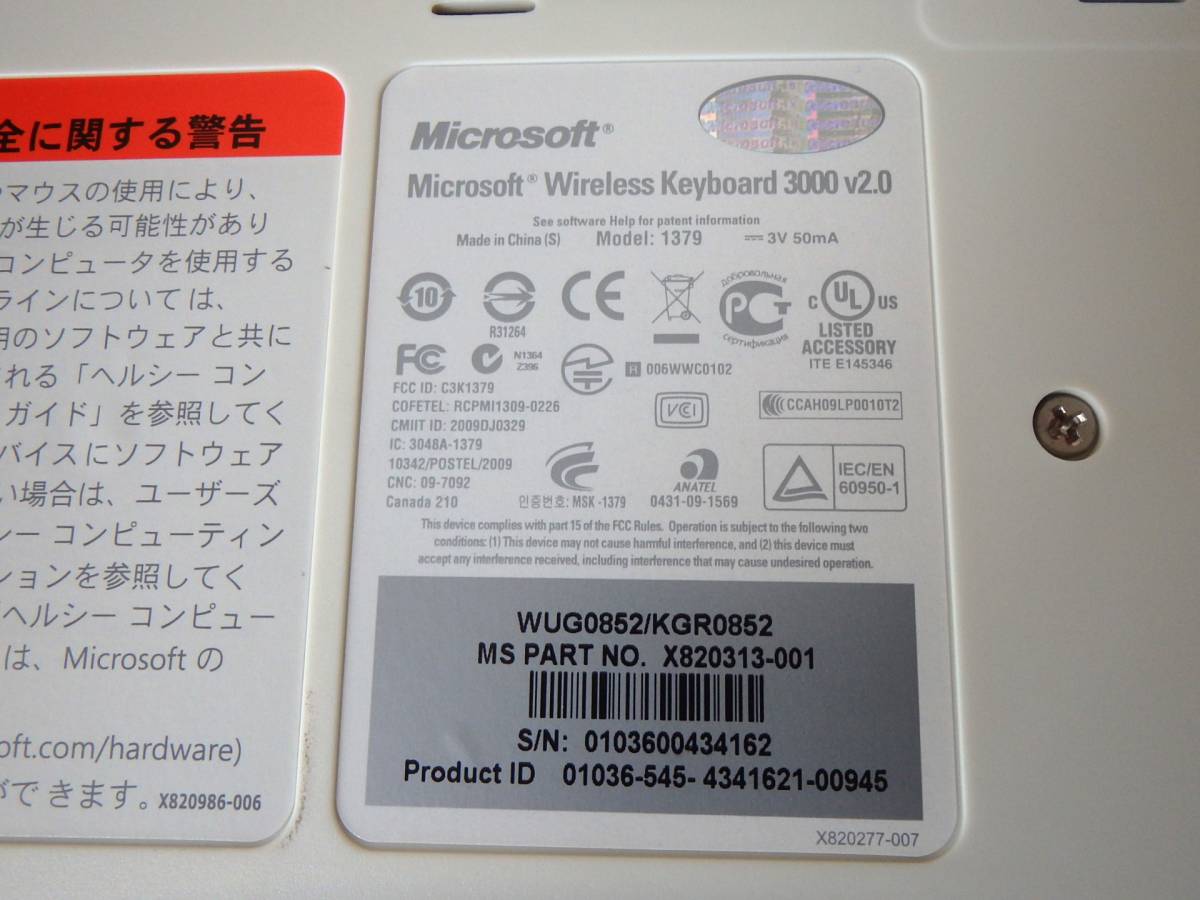 全に関する警告
マウスの使用により、
が生じる可能性があり
コンピュータを使用する
ラインについては、
用のソフトウェアと共に
れる「ヘルシー コン
ガイド」を参照してく
バイスにソフトウェア
い場合は、ユーザーズ
シー コンピューティン
ションを参照してく
ヘルシー コンピュー
は、Microsoft の
soft.com/hardware)
ができます。X820986-006
Microsoft®
Microsoft® Wireless Keyboard 3000 v2.0
See software Help for patent information
Made in China (S) Model: 1379 3V 50mA
10
R31264
CE
добровольная
РСТ
сертификация
C UL US
LISTED
ACCESSORY
ITE E145346
FC
N1364
Z396
R 006WWC0102
FCC ID: C3K1379
COFETEL: RCPMI1309-0226
CMIIT ID: 2009DJ0329
IC: 3048A-1379
10342/POSTEL/2009
CNC: 09-7092
Canada 210
VCI
CCAH09LP0010T2
인증번호: MSK -1379
ANATEL
0431-09-1569
IEC/EN
60950-1
This device complies with part 15 of the FCC Rules. Operation is subject to the following two
conditions: (1) This device may not cause harmful interference, and (2) this device must
accept any interference received, including interference that may cause undesired operation.
WUG0852/KGR0852
MS PART NO. X820313-001
S/N: 0103600434162
Product ID 01036-545- 4341621-00945
X820277-007